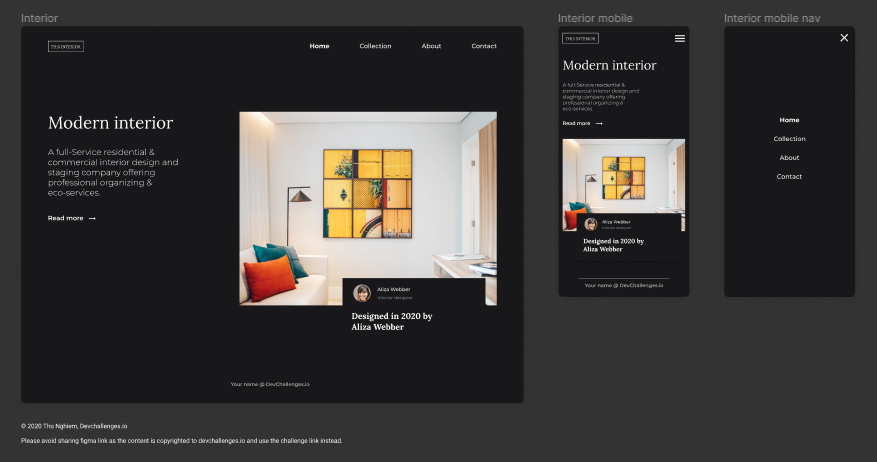 Interior
THIS INTERIOR
Home
Collection
About
Contact
Modern interior
A full-Service residential &
commercial interior design and
staging company offering
professional organizing &
eco-services.
Read more →
Aliza Webber
Interior designer
Designed in 2020 by
Aliza Webber
Your name @ DevChallenges.io
Interior mobile
THIS INTERIOR
Modern interior
A full-Service residential &
commercial interior design and
staging company offering
professional organizing &
eco-services.
Read more →
Aliza Webber
Interior designer
Designed in 2020 by
Aliza Webber
Your name @ DevChallenges.io
Interior mobile nav
Home
Collection
About
Contact
© 2020 Thu Nghiem, Devchallenges.io
Please avoid sharing figma link as the content is copyrighted to devchallenges.io and use the challenge link instead.